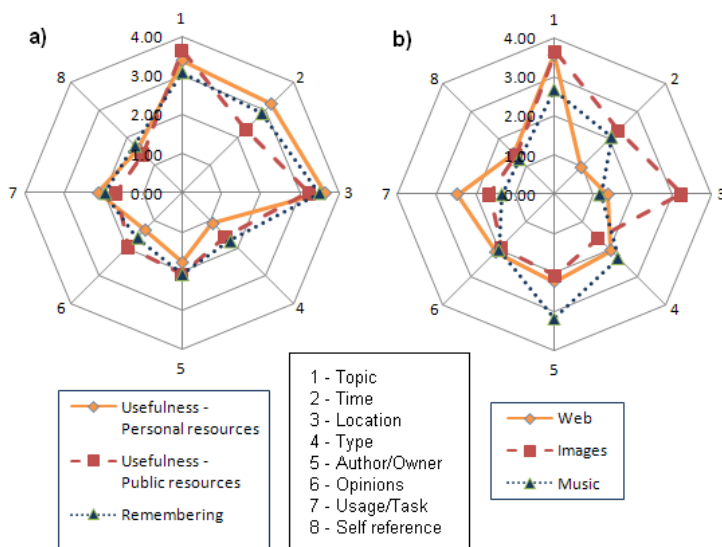 a)
1
4.00
3.00
2.00
1.00
0.00
2
3
4
5
6
7
8
b)
1
4.00
3.00
2.00
1.00
0.00
2
3
4
5
6
7
8
Usefulness -
Personal resources
Usefulness -
Public resources
Remembering
1 - Topic
2 - Time
3 - Location
4 - Type
5 - Author/Owner
6 - Opinions
7 - Usage/Task
8 - Self reference
Web
Images
Music